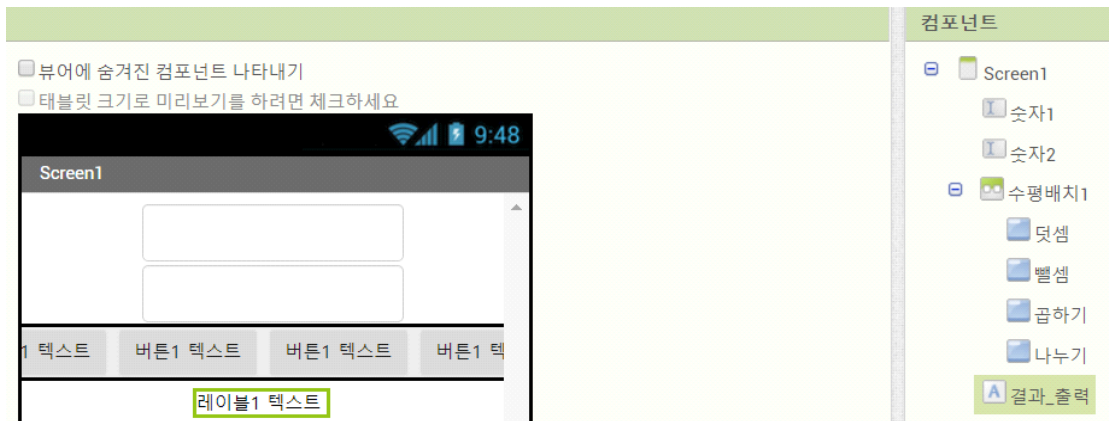 컴포넌트
뷰어에 숨겨진 컴포넌트 나타내기
태블릿 크기로 미리보기를 하려면 체크하세요
9:48
Screen1
1 텍스트
버튼1 텍스트
버튼1 텍스트
버튼1 텍
레이블1 텍스트
Screen1
숫자1
숫자2
수평배치1
덧셈
뺄셈
곱하기
나누기
A 결과_출력